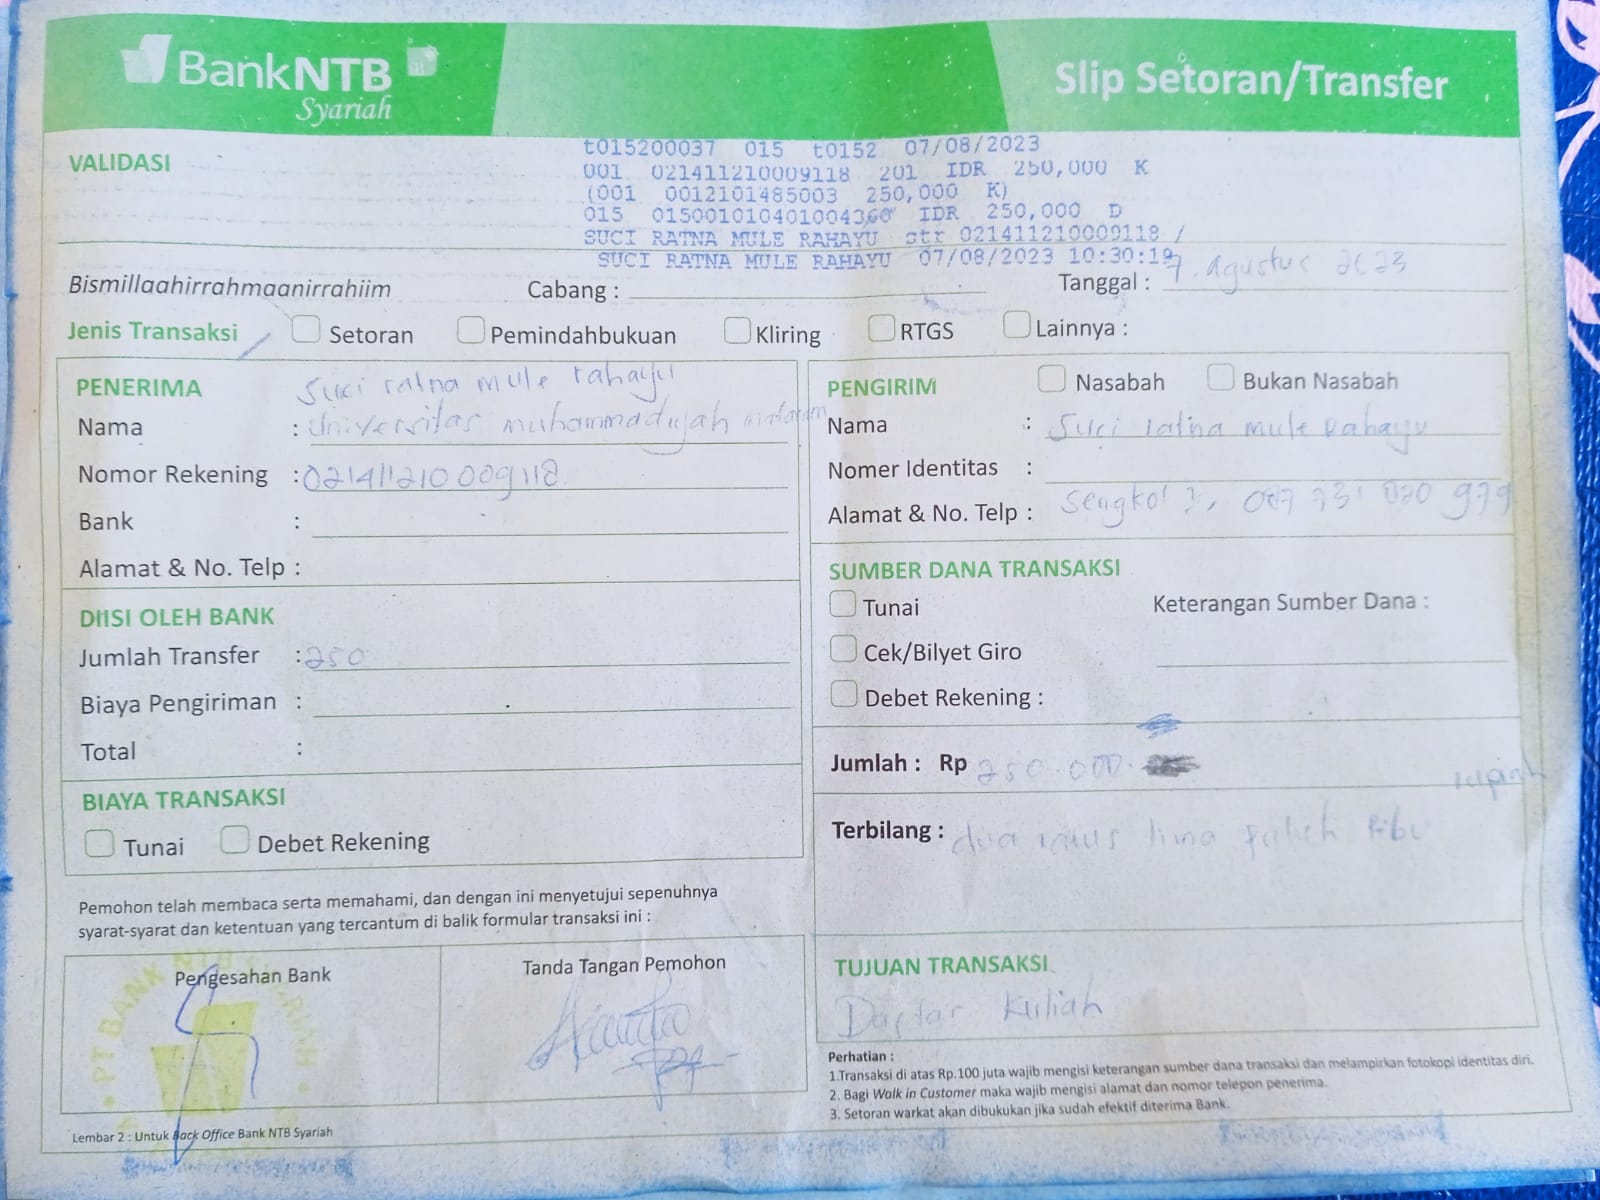 BankNTB
Syariah
Slip Setoran/Transfer
VALIDASI
t015200037 015 t0152 07/08/2023
001 021411210009118 201 IDR 250,000 K
(001 0012101485003 250,000 K)
015 015001010401004360 IDR 250,000 D
SUCI RATNA MULE RAHAYU str 021411210009118 /
SUCI RATNA MULE RAHAYU 07/08/2023 10:30:19
Bismillaahirrahmaanirrahiim
Cabang :
Tanggal : 7. Agustus 2023
Jenis Transaksi Setoran Pemindahbukuan Kliring RTGS Lainnya :
PENERIMA
Suci ratna mule rahayu
Nama : Universitas muhammadiyah mataram
Nomor Rekening : 021411210009118
Bank :
Alamat & No. Telp :
DIISI OLEH BANK
Jumlah Transfer : 250
Biaya Pengiriman :
Total :
BIAYA TRANSAKSI
Tunai Debet Rekening
PENGIRIM Nasabah Bukan Nasabah
Nama : Suci ratna mule Rahayu
Nomer Identitas :
Alamat & No. Telp : Sengkol
SUMBER DANA TRANSAKSI
Tunai Keterangan Sumber Dana :
Cek/Bilyet Giro
Debet Rekening :
Jumlah : Rp 250.000
rupiah
Terbilang : dua ratus lima puluh Ribu
Pemohon telah membaca serta memahami, dan dengan ini menyetujui sepenuhnya
syarat-syarat dan ketentuan yang tercantum di balik formular transaksi ini :
Pengesahan Bank
Tanda Tangan Pemohon
PT BANK NTB SYARIAH
TUJUAN TRANSAKSI
Daftar Kuliah
Perhatian :
1.Transaksi di atas Rp.100 juta wajib mengisi keterangan sumber dana transaksi dan melampirkan fotokopi identitas diri.
2. Bagi Walk in Customer maka wajib mengisi alamat dan nomor telepon penerima.
3. Setoran warkat akan dibukukan jika sudah efektif diterima Bank.
Lembar 2 : Untuk Back Office Bank NTB Syariah